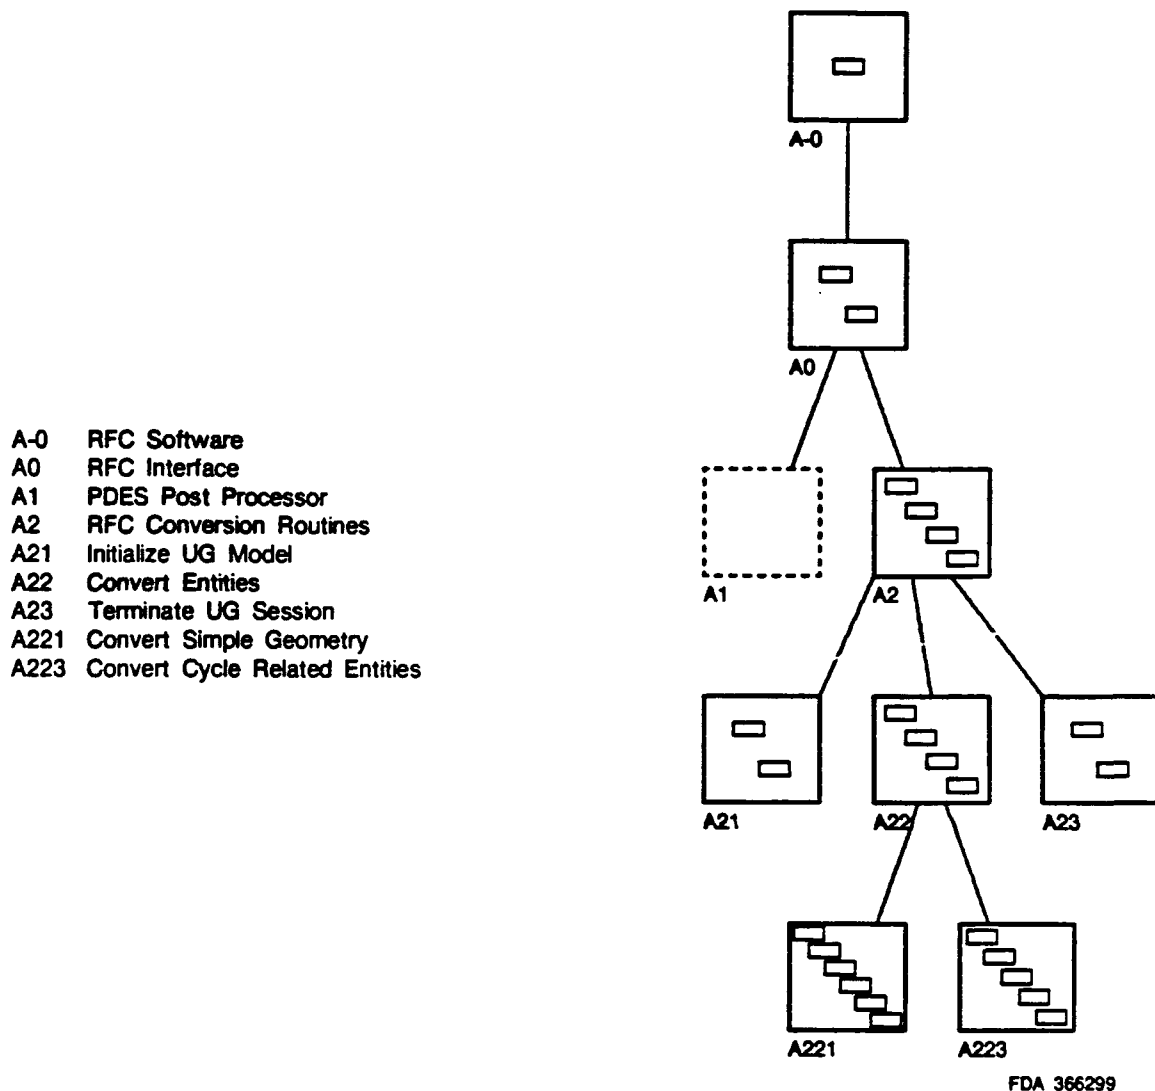 A-0
A0
A-0 RFC Software
A0 RFC Interface
A1 PDES Post Processor
A2 RFC Conversion Routines
A21 Initialize UG Model
A22 Convert Entities
A23 Terminate UG Session
A221 Convert Simple Geometry
A223 Convert Cycle Related Entities
A1 A2
A21 A22 A23
A221 A223
FDA 366299